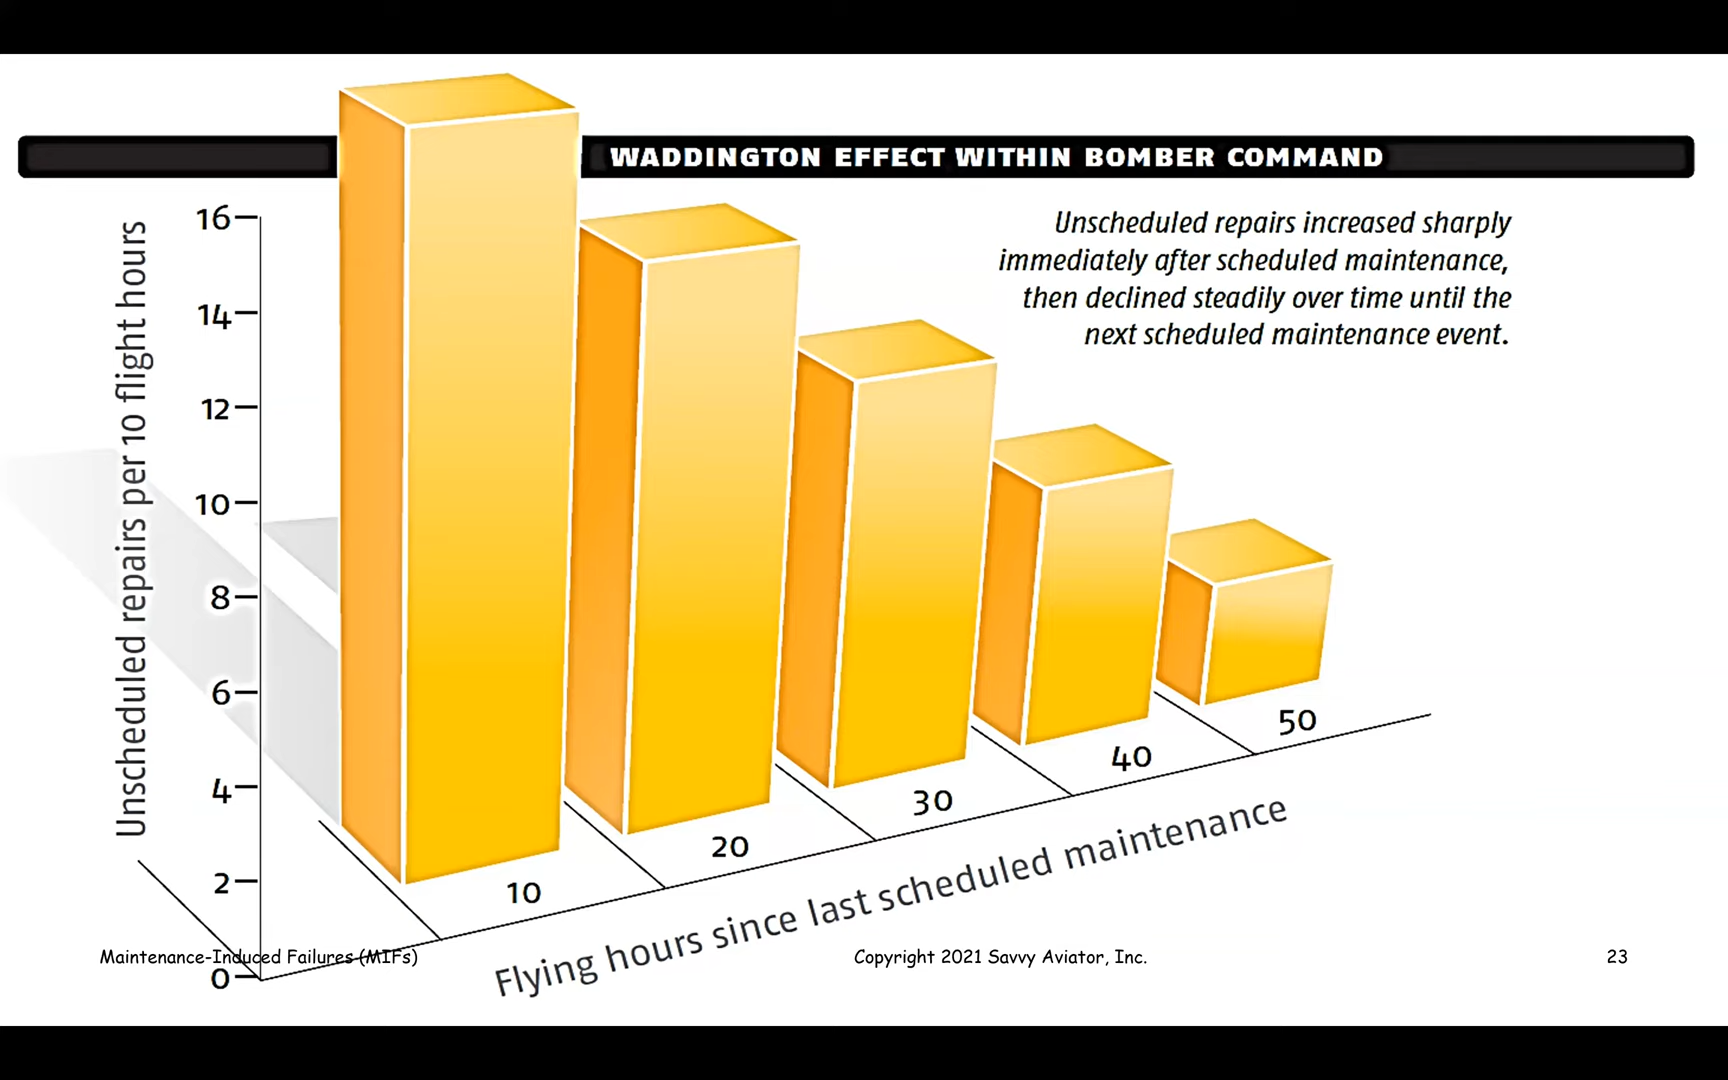 WADDINGTON EFFECT WITHIN BOMBER COMMAND
Unscheduled repairs increased sharply
immediately after scheduled maintenance,
then declined steadily over time until the
next scheduled maintenance event.
Unscheduled repairs per 10 flight hours
16
14
12
10
8
6
4
2
0
10
20
30
40
50
Flying hours since last scheduled maintenance
Maintenance-Induced Failures (MIFs)
Copyright 2021 Savvy Aviator, Inc.
23